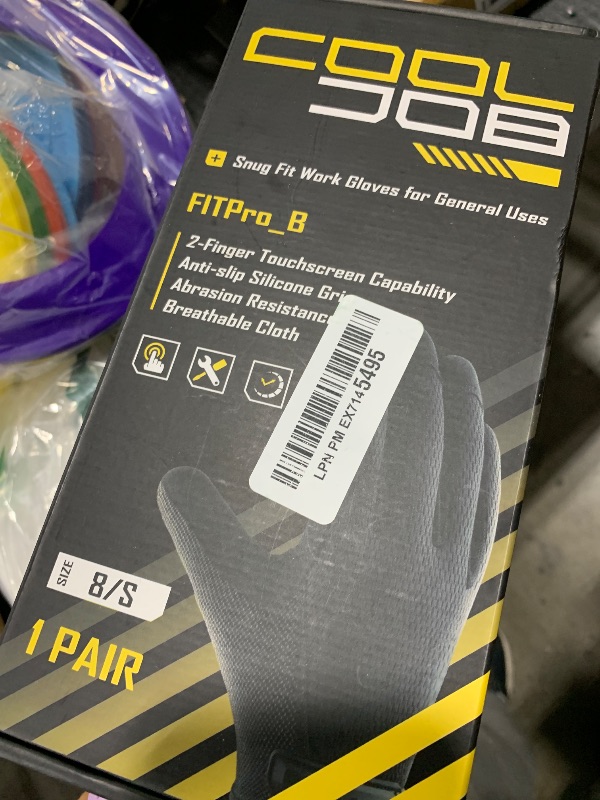 COOL
JOB
Snug Fit Work Gloves for General Uses
FITPro_B
2-Finger Touchscreen Capability
Anti-slip Silicone Grip
Abrasion Resistance
Breathable Cloth
LPN PM EX7145495
SIZE
8/S
1 PAIR